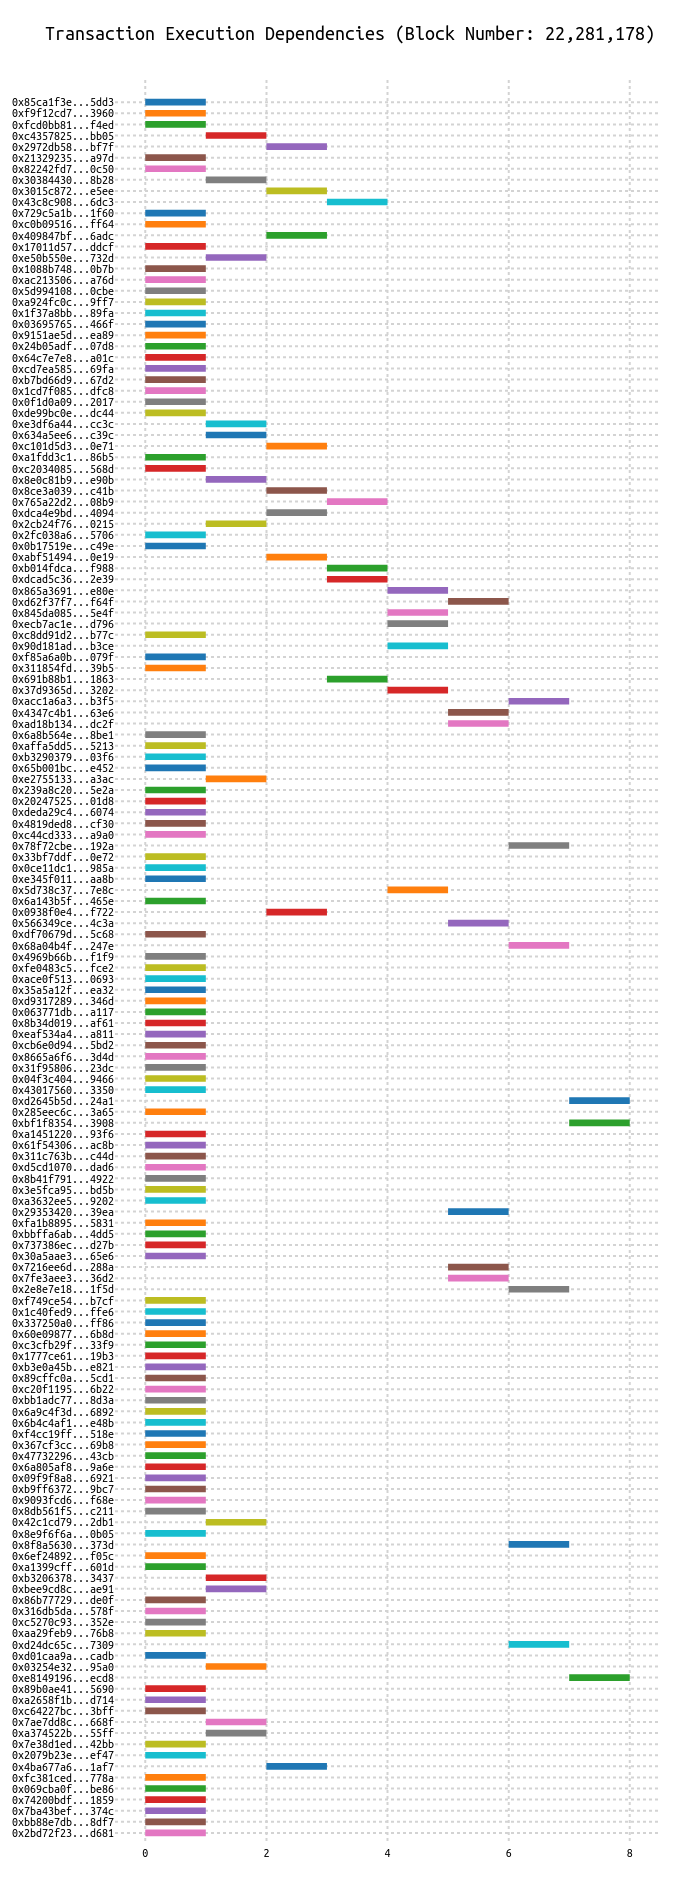 Transaction Execution Dependencies (Block Number: 22,281,178)
0x85ca1f3e...5dd3
0xf9f12cd7...3960
0xfcd0bb81...f4ed
0xc4357825...bb05
0x2972db58...bf7f
0x21329235...a97d
0x82242fd7...0c50
0x30384430...8b28
0x3015c872...e5ee
0x43c8c908...6dc3
0x729c5a1b...1f60
0xc0b09516...ff64
0x409847bf...6adc
0x17011d57...ddcf
0xe50b550e...732d
0x1088b748...0b7b
0xac213506...a76d
0x5d994108...0cbe
0xa924fc0c...9ff7
0x1f37a8bb...89fa
0x03695765...466f
0x9151ae5d...ea89
0x24b05adf...07d8
0x64c7e7e8...a01c
0xcd7ea585...69fa
0xb7bd66d9...67d2
0x1cd7f085...dfc8
0x0f1d0a09...2017
0xde99bc0e...dc44
0xe3df6a44...cc3c
0x634a5ee6...c39c
0xc101d5d3...0e71
0xa1fdd3c1...86b5
0xc2034085...568d
0x8e0c81b9...e90b
0x8ce3a039...c41b
0x765a22d2...08b9
0xdca4e9bd...4094
0x2cb24f76...0215
0x2fc038a6...5706
0x0b17519e...c49e
0xabf51494...0e19
0xb014fdca...f988
0xdcad5c36...2e39
0x865a3691...e80e
0xd62f37f7...f64f
0x845da085...5e4f
0xecb7ac1e...d796
0xc8dd91d2...b77c
0x90d181ad...b3ce
0xf85a6a0b...079f
0x311854fd...39b5
0x691b88b1...1863
0x37d9365d...3202
0xacc1a6a3...b3f5
0x4347c4b1...63e6
0xad18b134...dc2f
0x6a8b564e...8be1
0xaffa5dd5...5213
0xb3290379...03f6
0x65b001bc...e452
0xe2755133...a3ac
0x239a8c20...5e2a
0x20247525...01d8
0xdeda29c4...6074
0x4819ded8...cf30
0xc44cd333...a9a0
0x78f72cbe...192a
0x33bf7ddf...0e72
0x0ce11dc1...985a
0xe345f011...aa8b
0x5d738c37...7e8c
0x6a143b5f...465e
0x0938f0e4...f722
0x566349ce...4c3a
0xdf70679d...5c68
0x68a04b4f...247e
0x4969b66b...f1f9
0xfe0483c5...fce2
0xace0f513...0693
0x35a5a12f...ea32
0xd9317289...346d
0x063771db...a117
0x8b34d019...af61
0xeaf534a4...a811
0xcb6e0d94...5bd2
0x8665a6f6...3d4d
0x31f95806...23dc
0x04f3c404...9466
0x43017560...3350
0xd2645b5d...24a1
0x285eec6c...3a65
0xbf1f8354...3908
0xa1451220...93f6
0x61f54306...ac8b
0x311c763b...c44d
0xd5cd1070...dad6
0x8b41f791...4922
0x3e5fca95...bd5b
0xa3632ee5...9202
0x29353420...39ea
0xfa1b8895...5831
0xbbffa6ab...4dd5
0x737386ec...d27b
0x30a5aae3...65e6
0x7216ee6d...288a
0x7fe3aee3...36d2
0x2e8e7e18...1f5d
0xf749ce54...b7cf
0x1c40fed9...ffe6
0x337250a0...ff86
0x60e09877...6b8d
0xc3cfb29f...33f9
0x1777ce61...19b3
0xb3e0a45b...e821
0x89cffc0a...5cd1
0xc20f1195...6b22
0xbb1adc77...8d3a
0x6a9c4f3d...6892
0x6b4c4af1...e48b
0xf4cc19ff...518e
0x367cf3cc...69b8
0x47732296...43cb
0x6a805af8...9a6e
0x09f9f8a8...6921
0xb9ff6372...9bc7
0x9093fcd6...f68e
0x8db561f5...c211
0x42c1cd79...2db1
0x8e9f6f6a...0b05
0x8f8a5630...373d
0x6ef24892...f05c
0xa1399cff...601d
0xb3206378...3437
0xbee9cd8c...ae91
0x86b77729...de0f
0x316db5da...578f
0xc5270c93...352e
0xaa29feb9...76b8
0xd24dc65c...7309
0xd01caa9a...cadb
0x03254e32...95a0
0xe8149196...ecd8
0x89b0ae41...5690
0xa2658f1b...d714
0xc64227bc...3bff
0x7ae7dd8c...668f
0xa374522b...55ff
0x7e38d1ed...42bb
0x2079b23e...ef47
0x4ba677a6...1af7
0xfc381ced...778a
0x069cba0f...be86
0x74200bdf...1859
0x7ba43bef...374c
0xbb88e7db...8df7
0x2bd72f23...d681
0 2 4 6 8